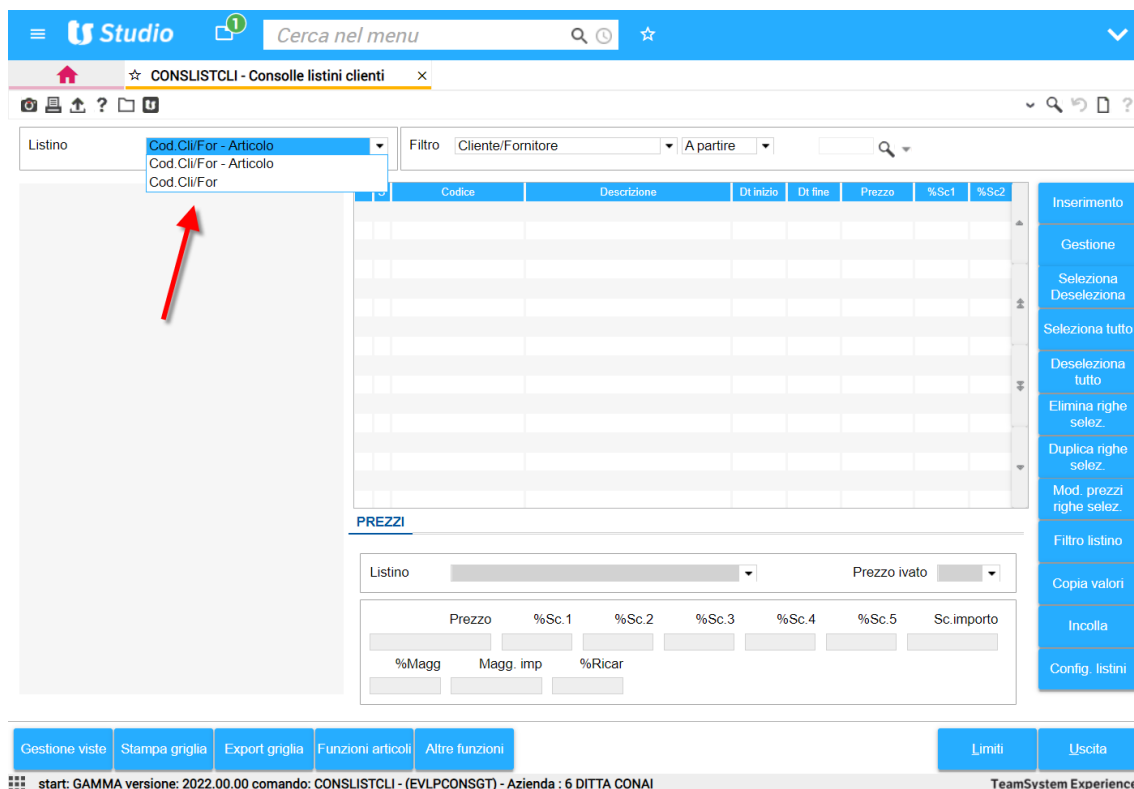 Studio
1
Cerca nel menu
CONSLISTCLI - Consolle listini clienti
Listino
Cod.Cli/For - Articolo
Cod.Cli/For - Articolo
Cod.Cli/For
Filtro
Cliente/Fornitore
A partire
S Codice Descrizione Dt inizio Dt fine Prezzo %Sc1 %Sc2
Inserimento
Gestione
Seleziona
Deseleziona
Seleziona tutto
Deseleziona
tutto
Elimina righe
selez.
Duplica righe
selez.
Mod. prezzi
righe selez.
Filtro listino
Copia valori
Incolla
Config. listini
PREZZI
Listino
Prezzo ivato
Prezzo %Sc.1 %Sc.2 %Sc.3 %Sc.4 %Sc.5 Sc.importo
%Magg Magg. imp %Ricar
Gestione viste
Stampa griglia
Export griglia
Funzioni articoli
Altre funzioni
Limiti
Uscita
start: GAMMA versione: 2022.00.00 comando: CONSLISTCLI - (EVLPCONSGT) - Azienda : 6 DITTA CONAI
TeamSystem Experience